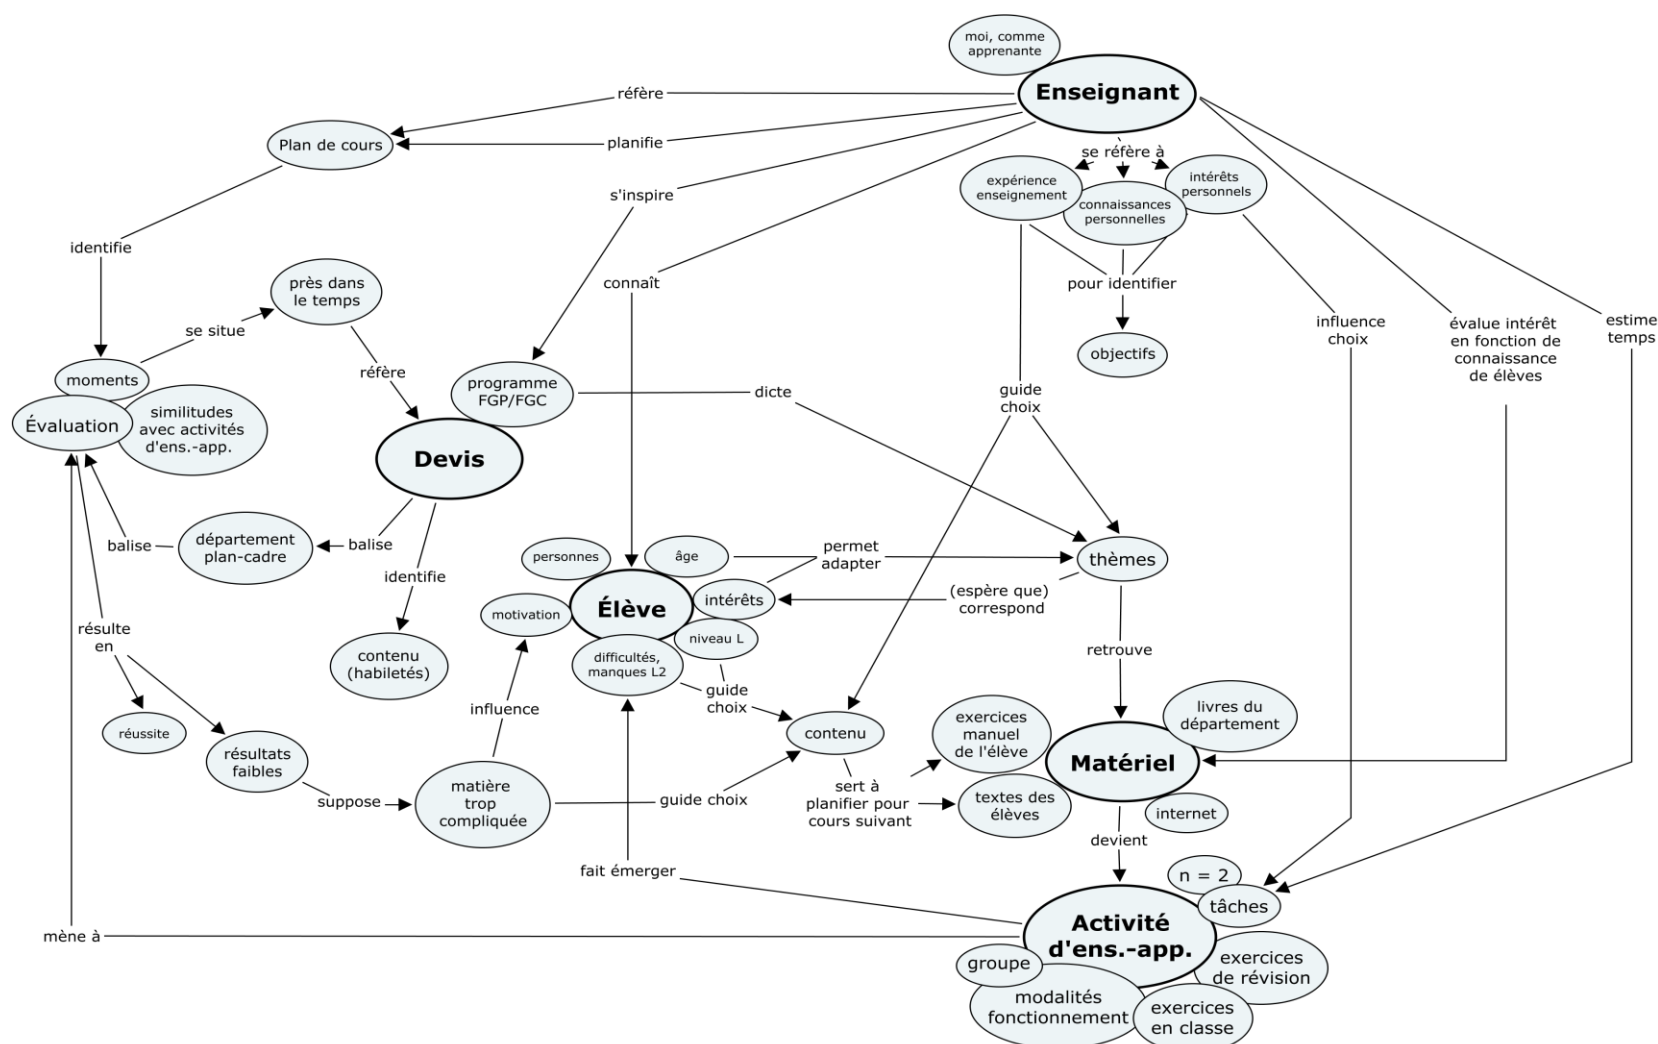 moi, comme
apprenante
Enseignant
réfère
planifie
Plan de cours
s'inspire
se réfère à
expérience
enseignement
connaissances
personnelles
intérêts
personnels
identifie
connaît
pour identifier
près dans
le temps
se situe
influence
choix
évalue intérêt
en fonction de
connaissance
de élèves
estime
temps
objectifs
moments
réfère
programme
FGP/FGC
dicte
guide
choix
Évaluation
similitudes
avec activités
d'ens.-app.
Devis
balise
département
plan-cadre
balise
identifie
personnes
âge
permet
adapter
thèmes
Élève
intérêts
(espère que)
correspond
motivation
niveau L
difficultés,
manques L2
résulte
en
contenu
(habiletés)
retrouve
guide
choix
influence
réussite
résultats
faibles
contenu
exercices
manuel
de l'élève
livres du
département
Matériel
suppose
matière
trop
compliquée
guide choix
sert à
planifier pour
cours suivant
textes des
élèves
internet
devient
fait émerger
n = 2
tâches
Activité
d'ens.-app.
mène à
groupe
modalités
fonctionnement
exercices
de révision
exercices
en classe